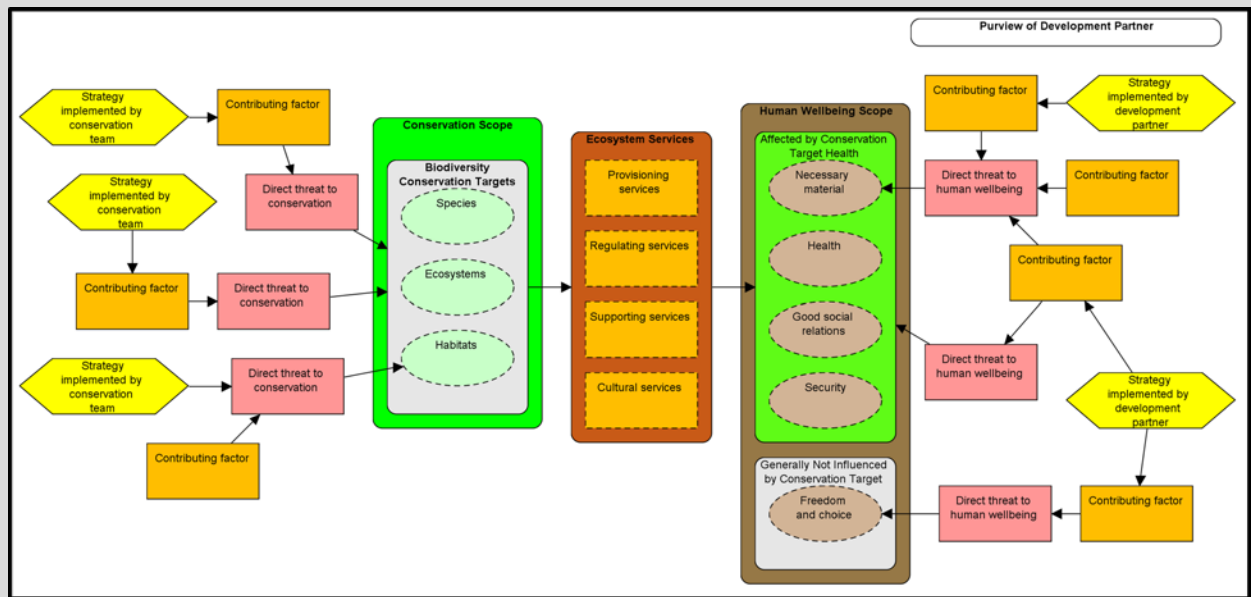 Purview of Development Partner
Strategy
implemented by
conservation
team
Contributing factor
Direct threat to
conservation
Strategy
implemented by
conservation
team
Contributing factor
Direct threat to
conservation
Strategy
implemented by
conservation
team
Direct threat to
conservation
Contributing factor
Conservation Scope
Biodiversity
Conservation Targets
Species
Ecosystems
Habitats
Ecosystem Services
Provisioning
services
Regulating services
Supporting services
Cultural services
Human Wellbeing Scope
Affected by Conservation
Target Health
Necessary
material
Health
Good social
relations
Security
Generally Not Influenced
by Conservation Target
Freedom
and choice
Contributing factor
Strategy
implemented by
development
partner
Direct threat to
human wellbeing
Contributing factor
Contributing factor
Direct threat to
human wellbeing
Strategy
implemented by
development
partner
Direct threat to
human wellbeing
Contributing factor